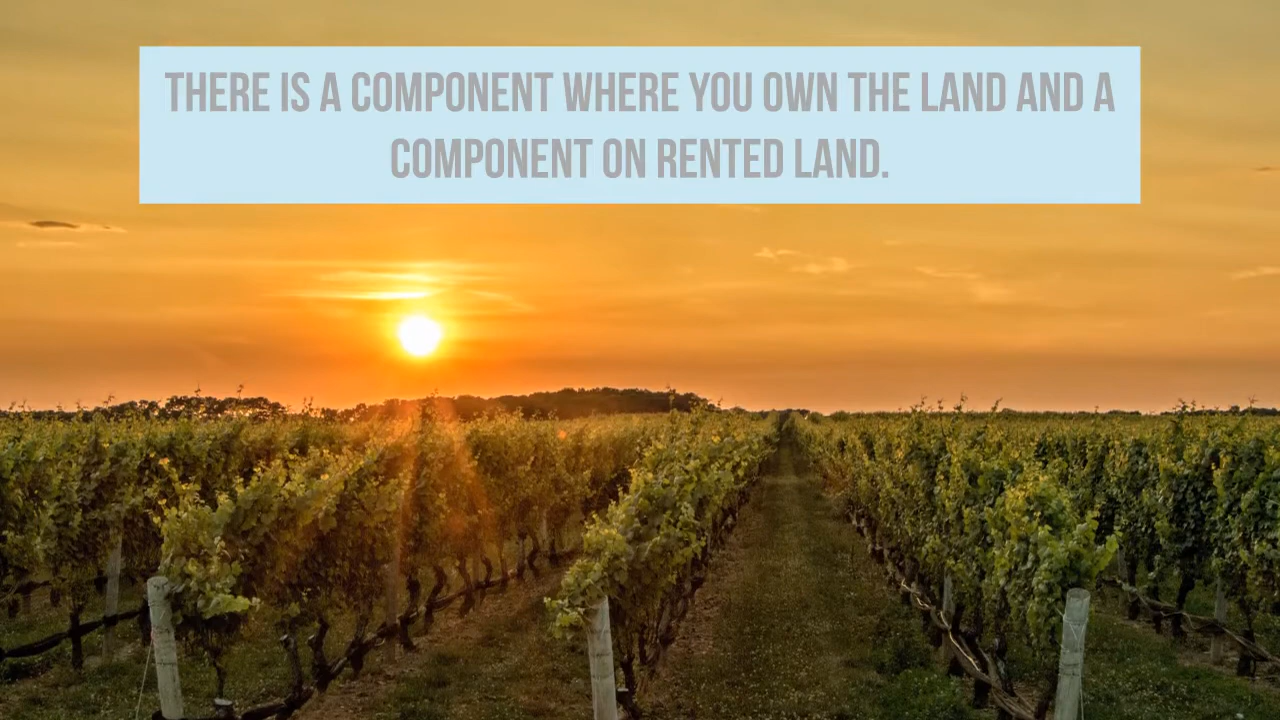 THERE IS A COMPONENT WHERE YOU OWN THE LAND AND A
COMPONENT ON RENTED LAND.